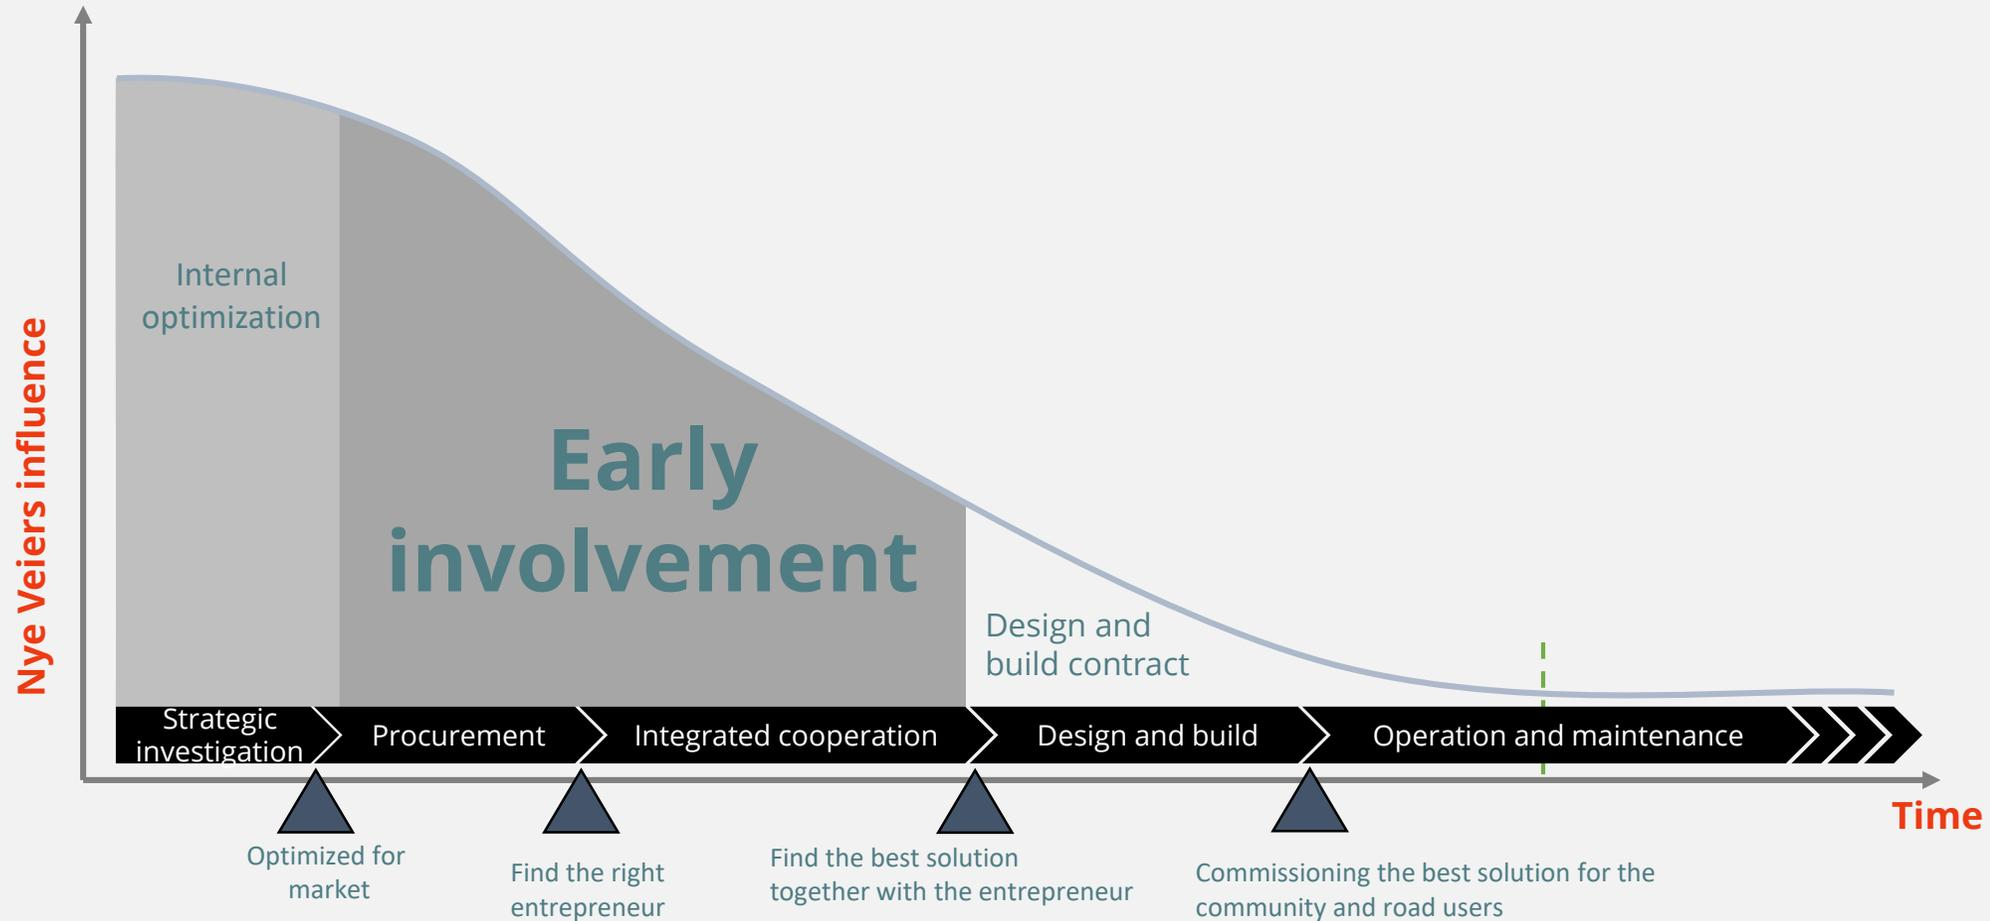 Nye Veiers influence
Internal
optimization
Early
involvement
Design and
build contract
Strategic
investigation
Procurement
Integrated cooperation
Design and build
Operation and maintenance
Time
Optimized for
market
Find the right
entrepreneur
Find the best solution
together with the entrepreneur
Commissioning the best solution for the
community and road users